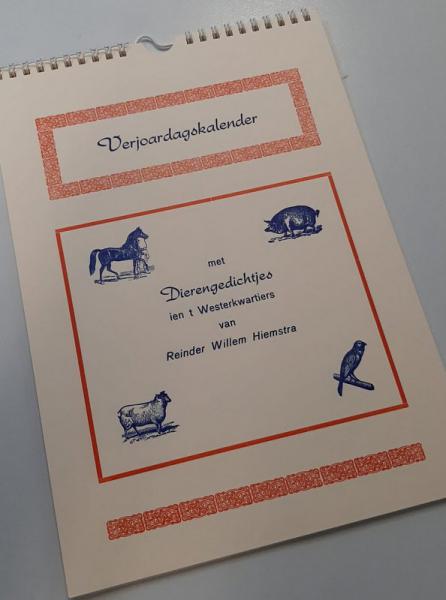 Verjoardagskalender
met
Dierengedichtjes
ien t Westerkwartiers
van
Reinder Willem Hiemstra